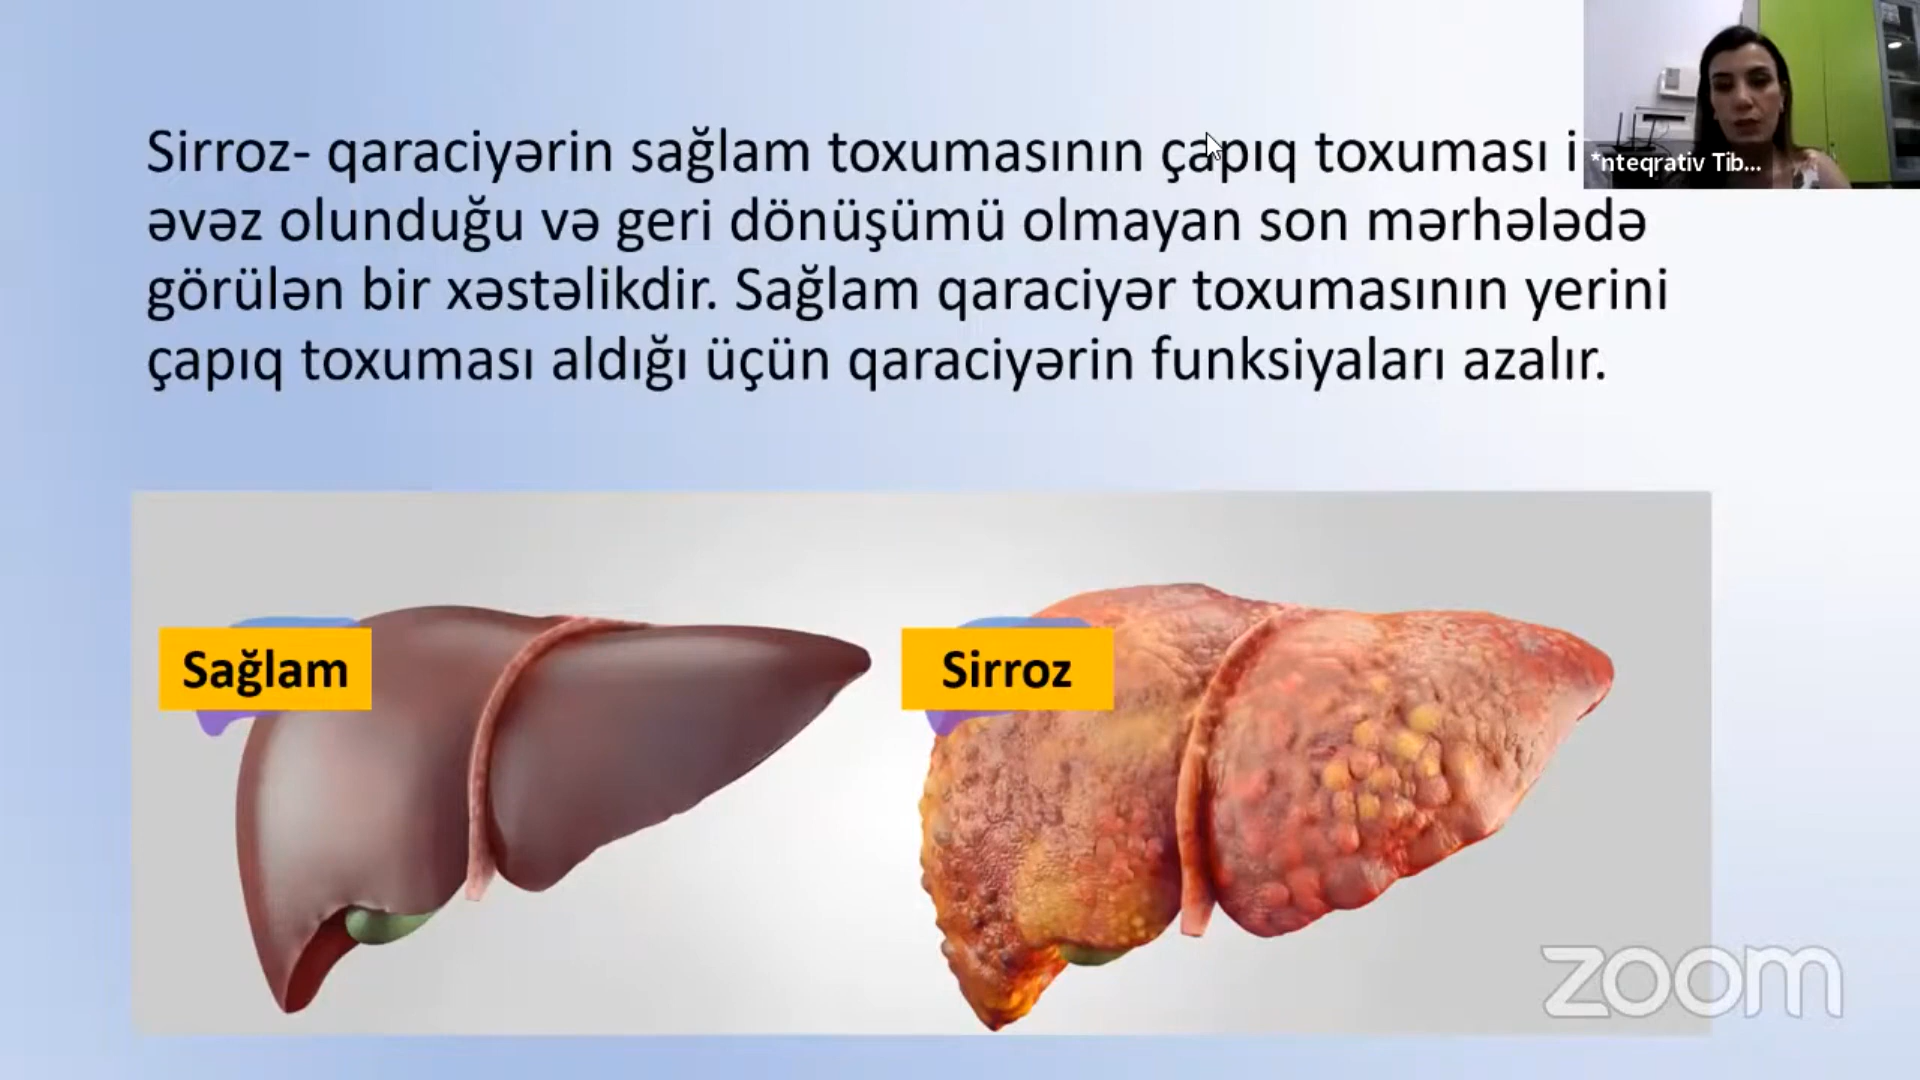 Sirroz- qaraciyərin sağlam toxumasının çapıq toxuması
*nteqrativ Tib...
əvəz olunduğu və geri dönüşümü olmayan son mərhələdə
görülən bir xəstəlikdir. Sağlam qaraciyər toxumasının yerini
çapıq toxuması aldığı üçün qaraciyərin funksiyaları azalır.
Sağlam
Sirroz
zoom